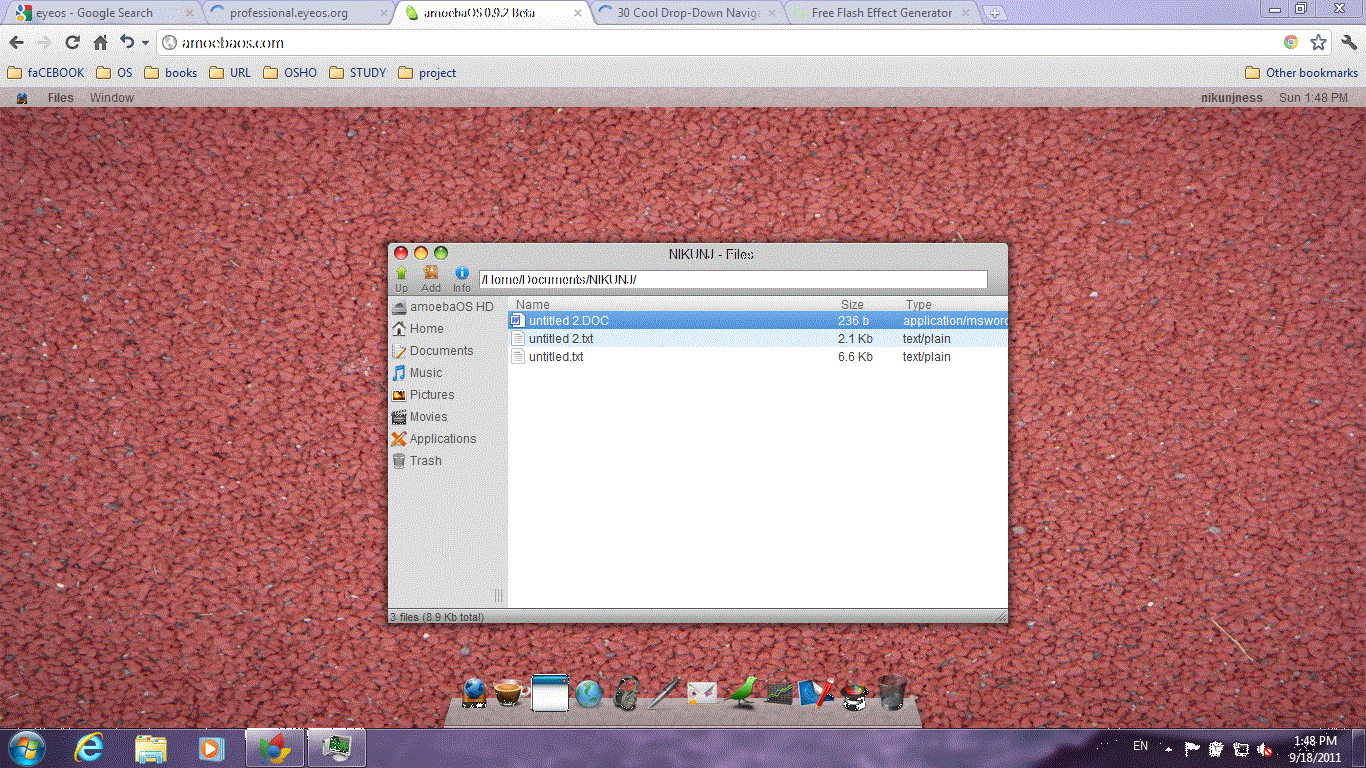 eyeos - Google Search professional.eyeos.org amoebaOS 0.9.2 Beta 30 Cool Drop-Down Naviga Free Flash Effect Generator
amoebaos.com
faCEBOOK OS books URL OSHO STUDY project Other bookmarks
Files Window nikunjness Sun 1:48 PM
NIKUNJ - Files
Up Add Info /Home/Documents/NIKUNJ/
amoebaOS HD
Home
Documents
Music
Pictures
Movies
Applications
Trash
Name Size Type
untitled 2.DOC 236 b application/msword
untitled 2.txt 2.1 Kb text/plain
untitled.txt 6.6 Kb text/plain
3 files (8.9 Kb total)
EN 1:48 PM
9/18/2011